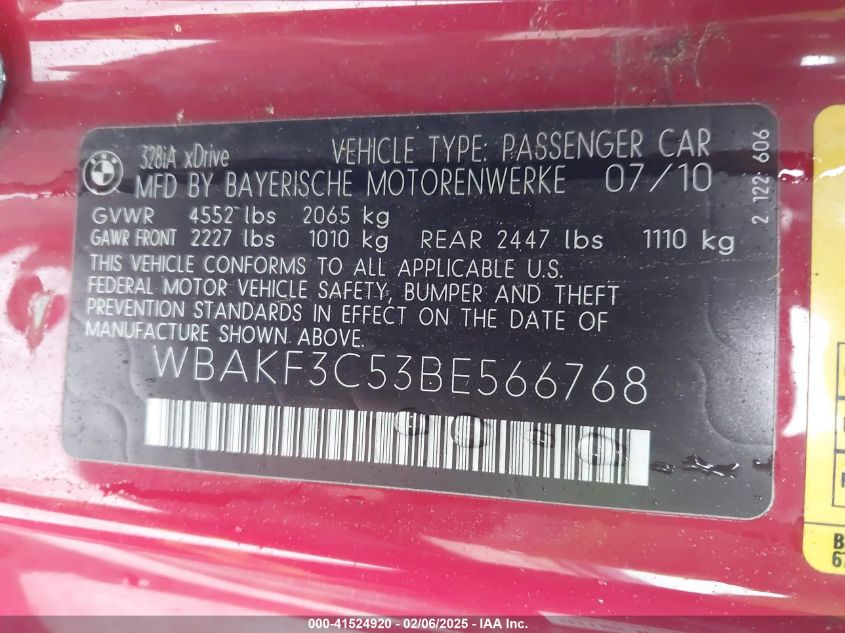 BMW
328iA xDrive VEHICLE TYPE: PASSENGER CAR
MFD BY BAYERISCHE MOTORENWERKE 07/10
GVWR 4552 lbs 2065 kg
GAWR FRONT 2227 lbs 1010 kg REAR 2447 lbs 1110 kg
THIS VEHICLE CONFORMS TO ALL APPLICABLE U.S.
FEDERAL MOTOR VEHICLE SAFETY, BUMPER AND THEFT
PREVENTION STANDARDS IN EFFECT ON THE DATE OF
MANUFACTURE SHOWN ABOVE.
WBAKF3C53BE566768
2 122 606
000-41524920 - 02/06/2025 - IAA, Inc.